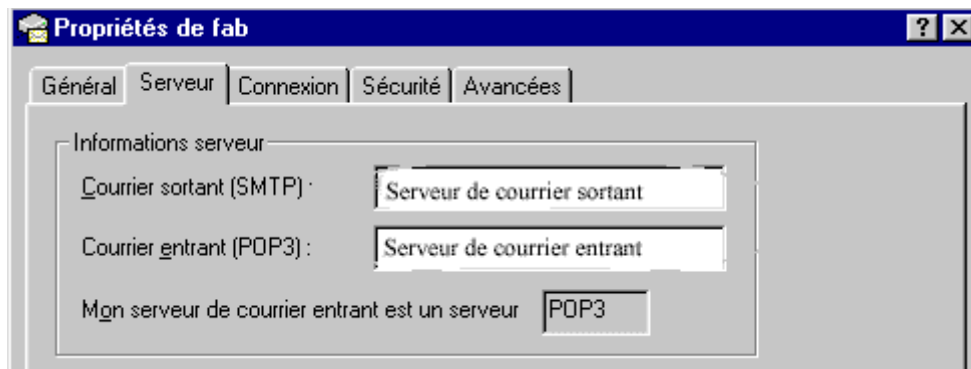 Propriétés de fab
Général Serveur Connexion Sécurité Avancées
Informations serveur
Courrier sortant (SMTP) : Serveur de courrier sortant
Courrier entrant (POP3) : Serveur de courrier entrant
Mon serveur de courrier entrant est un serveur POP3